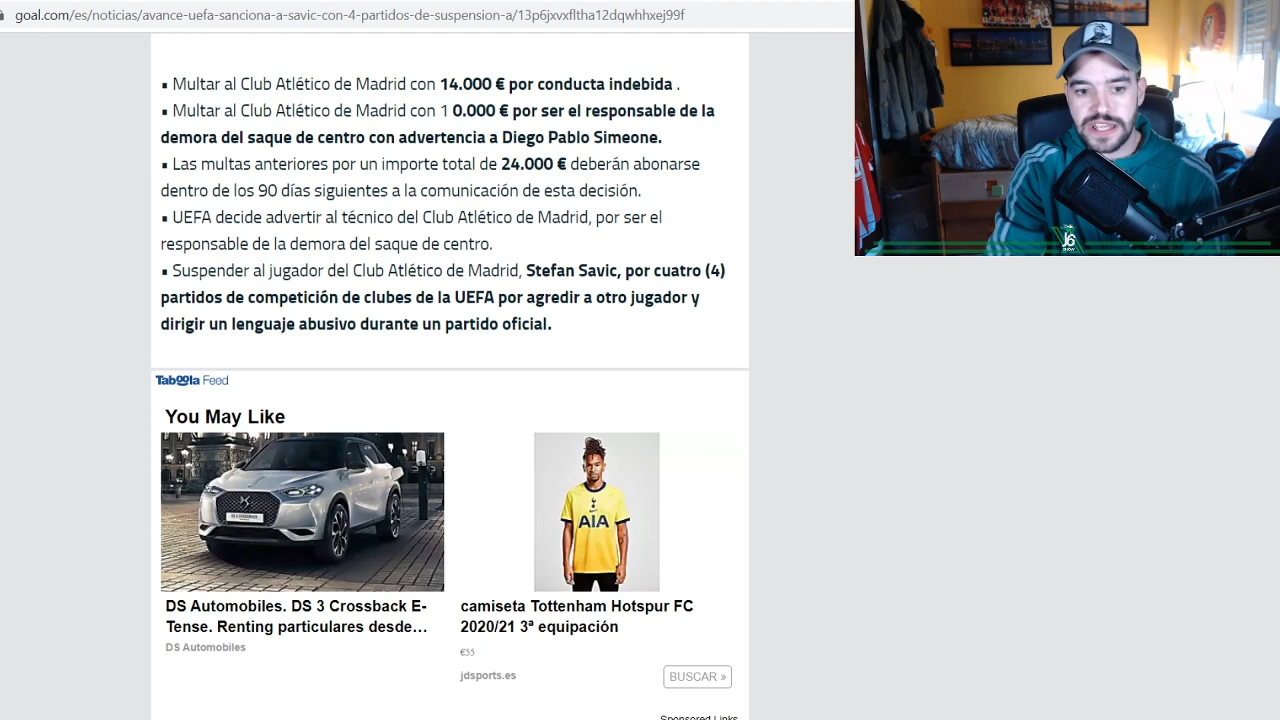 goal.com/es/noticias/avance-uefa-sanciona-a-savic-con-4-partidos-de-suspension-a/13p6jxvxfltha12dqwhhxej99f
▪ Multar al Club Atlético de Madrid con 14.000 € por conducta indebida .
▪ Multar al Club Atlético de Madrid con 1 0.000 € por ser el responsable de la
demora del saque de centro con advertencia a Diego Pablo Simeone.
▪ Las multas anteriores por un importe total de 24.000 € deberán abonarse
dentro de los 90 días siguientes a la comunicación de esta decisión.
▪ UEFA decide advertir al técnico del Club Atlético de Madrid, por ser el
responsable de la demora del saque de centro.
▪ Suspender al jugador del Club Atlético de Madrid, Stefan Savic, por cuatro (4)
partidos de competición de clubes de la UEFA por agredir a otro jugador y
dirigir un lenguaje abusivo durante un partido oficial.
Taboola Feed
You May Like
AIA
DS Automobiles. DS 3 Crossback E-
Tense. Renting particulares desde…
DS Automobiles
camiseta Tottenham Hotspur FC
2020/21 3ª equipación
€55
jdsports.es
BUSCAR »
Sponsored Links
J6